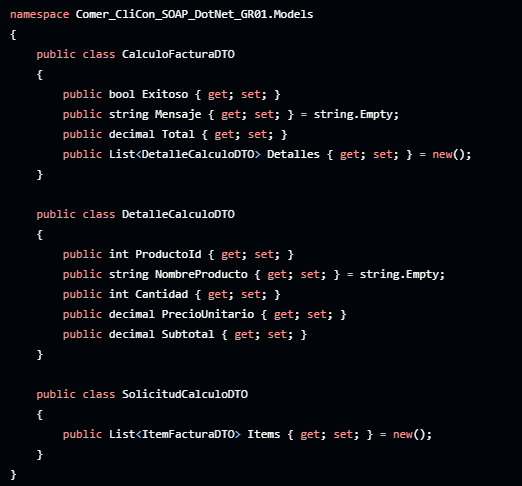 namespace Comer_CliCon_SOAP_DotNet_GR01.Models
{
    public class CalculoFacturaDTO
    {
        public bool Exitoso { get; set; }
        public string Mensaje { get; set; } = string.Empty;
        public decimal Total { get; set; }
        public List<DetalleCalculoDTO> Detalles { get; set; } = new();
    }

    public class DetalleCalculoDTO
    {
        public int ProductoId { get; set; }
        public string NombreProducto { get; set; } = string.Empty;
        public int Cantidad { get; set; }
        public decimal PrecioUnitario { get; set; }
        public decimal Subtotal { get; set; }
    }

    public class SolicitudCalculoDTO
    {
        public List<ItemFacturaDTO> Items { get; set; } = new();
    }
}